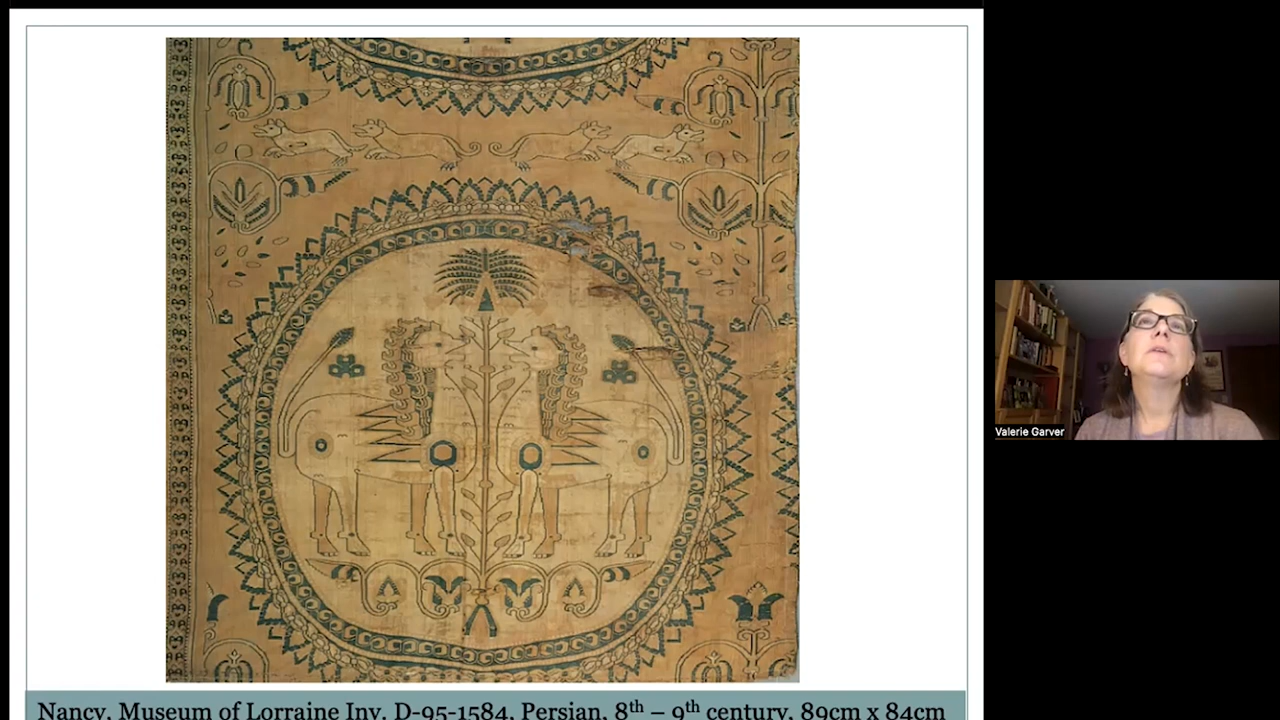 Nancy, Museum of Lorraine Inv. D-95-1584, Persian, 8th – 9th century, 89cm x 84cm
Valerie Garver